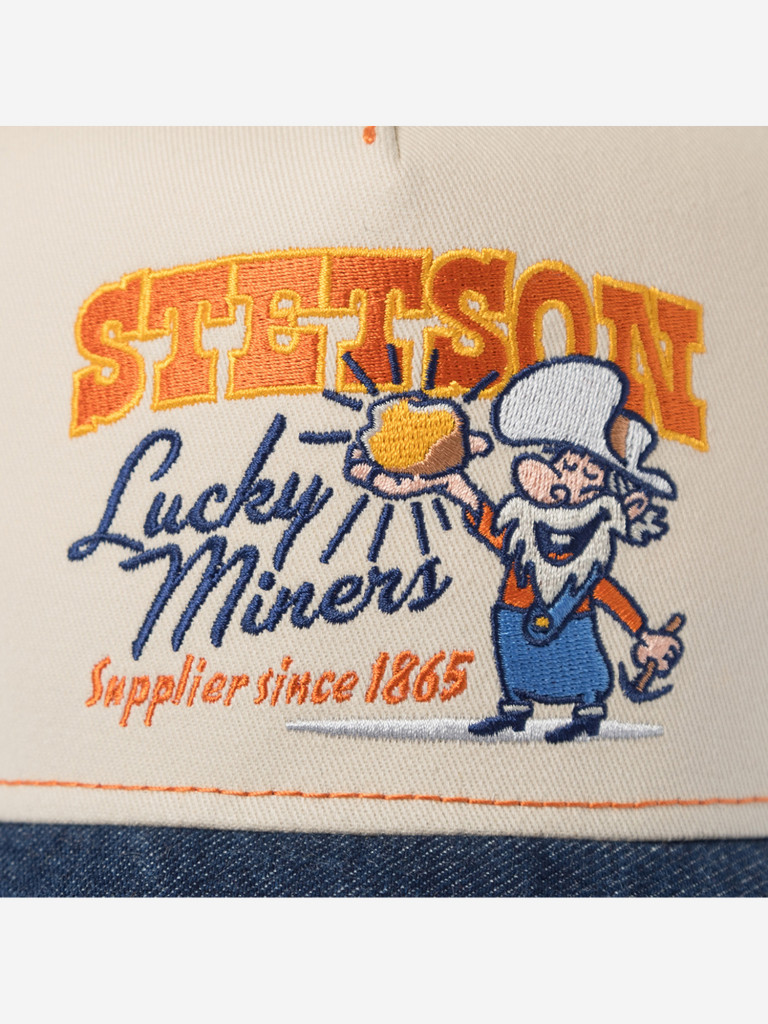 STETSON
Lucky
Miners
Supplier since 1865